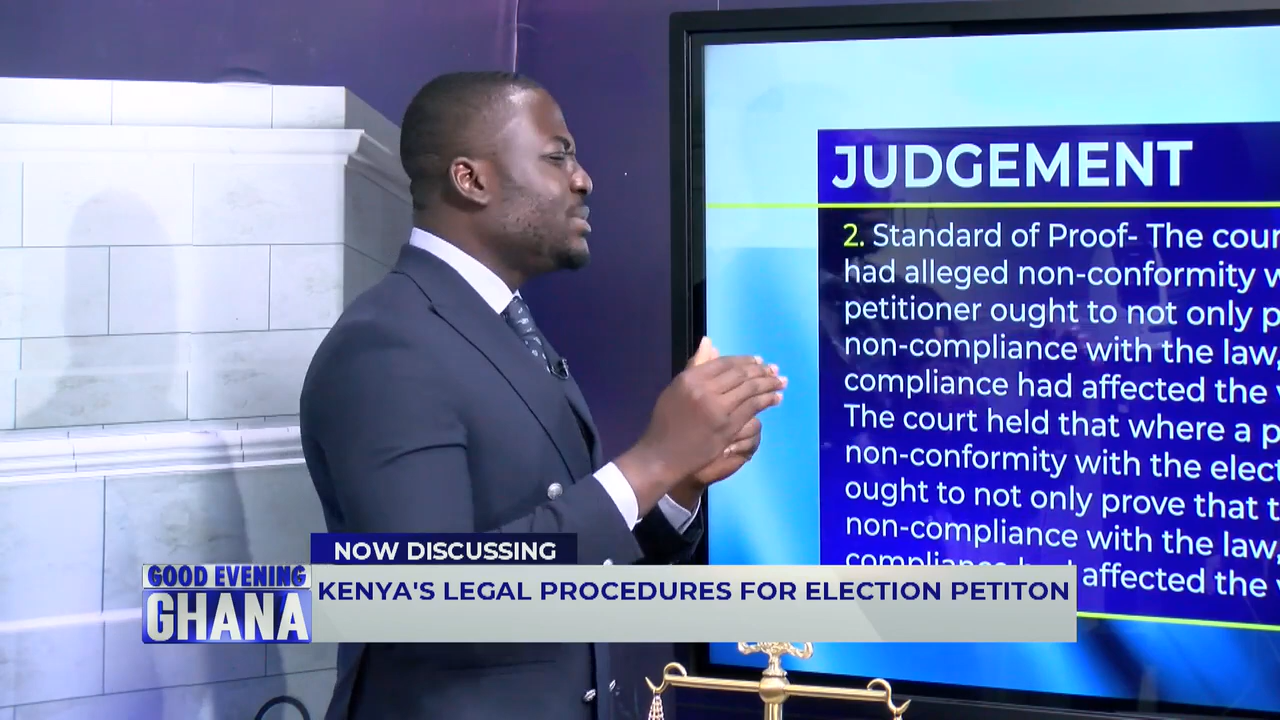 JUDGEMENT
2. Standard of Proof- The cour
had alleged non-conformity w
petitioner ought to not only p
non-compliance with the law,
compliance had affected the
The court held that where a p
non-conformity with the elect
ought to not only prove that t
non-compliance with the law,
affected the
NOW DISCUSSING
GOOD EVENING
GHANA
KENYA'S LEGAL PROCEDURES FOR ELECTION PETITON